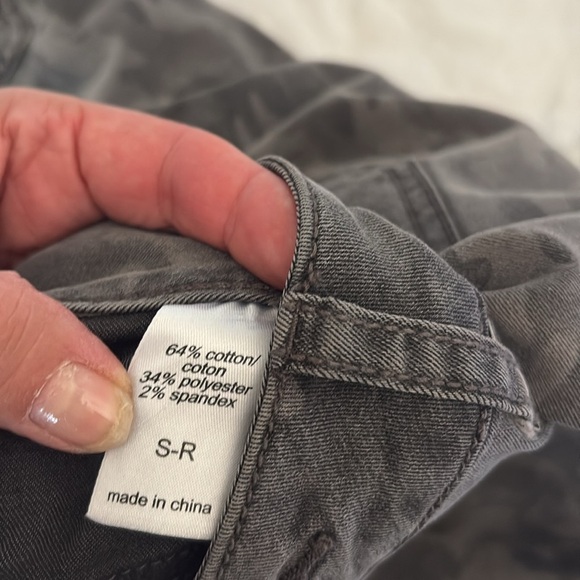 64% cotton/
coton
34% polyester
2% spandex
S-R
made in china